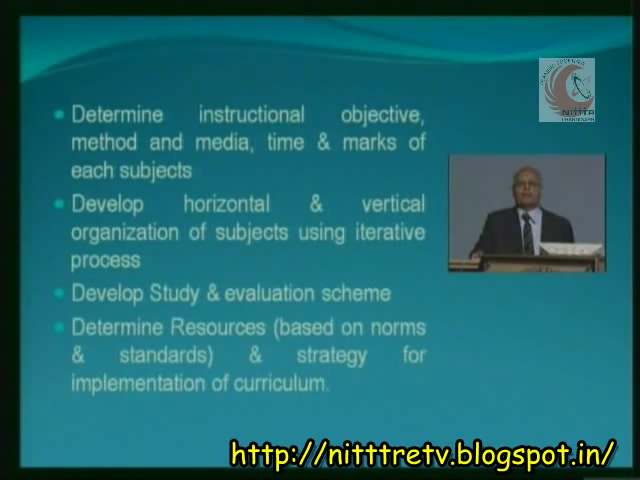 Determine instructional objective,
method and media, time & marks of
each subjects
Develop horizontal & vertical
organization of subjects using iterative
process
Develop Study & evaluation scheme
Determine Resources (based on norms
& standards) & strategy for
implementation of curriculum.
NITTTR
CHANDIGARH
http://nitttretv.blogspot.in/